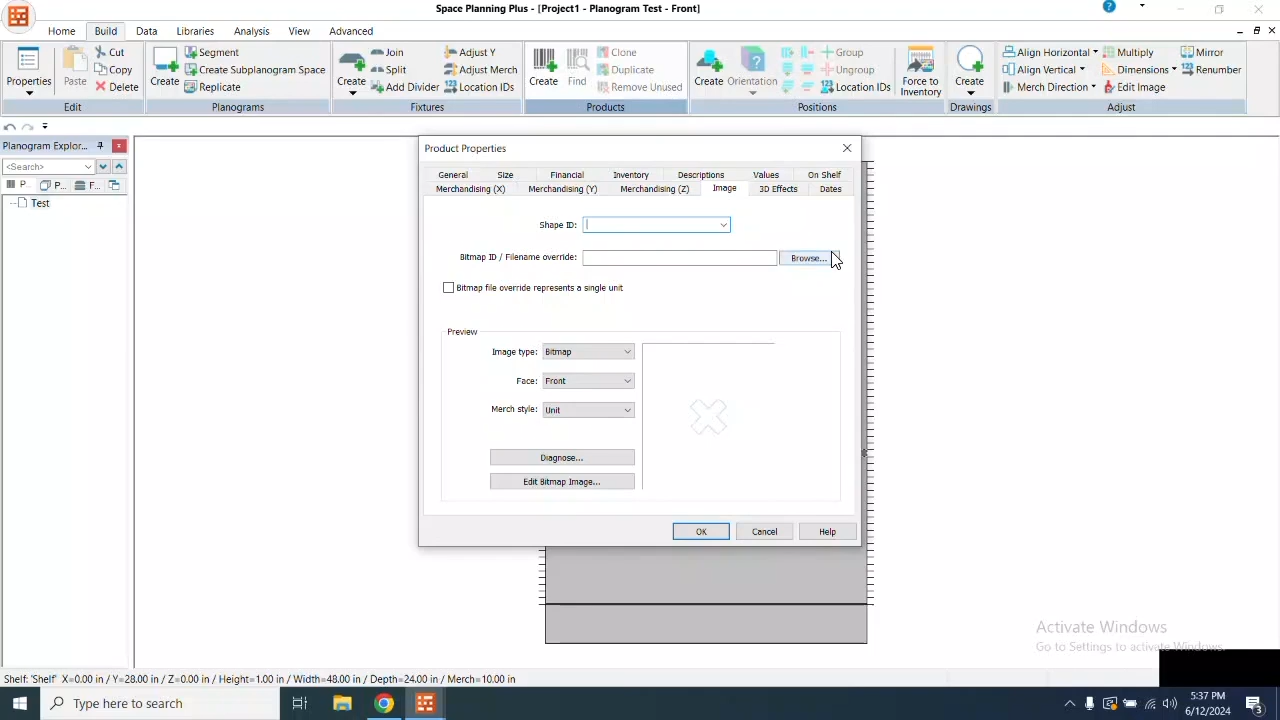 Space Planning Plus - [Project1 - Planogram Test - Front]
Home Build Data Libraries Analysis View Advanced
Properties Paste Cut Copy Delete
Create Segment Create Subplanogram Space Replicate
Create Join Split Add Divider Adjust Y Adjust Merch Location IDs
Create Find Clone Duplicate Remove Unused
Create Orientation Group Ungroup Location IDs Force to Inventory
Create
Align Horizontal Align Vertical Merch Direction Multiply Dimensions Edit Image Mirror Renumber
Edit Planograms Fixtures Products Positions Drawings Adjust
Planogram Explor...
<Search>
P... P... F...
Test
Product Properties
General Size Financial Inventory Descriptions Values On Shelf
Merchandising (X) Merchandising (Y) Merchandising (Z) Image 3D Effects Dates
Shape ID:
Bitmap ID / Filename override: Browse...
Bitmap file override represents a single unit
Preview
Image type: Bitmap
Face: Front
Merch style: Unit
Diagnose...
Edit Bitmap Image...
OK Cancel Help
Activate Windows
Go to Settings to activate Windows.
Shelf: 'Shelf' X=0.00 in / Y=28.00 in / Z=0.00 in / Height=1.00 in / Width=48.00 in / Depth=24.00 in / Merch=10.00 in
Type here to search
5:37 PM
6/12/2024
3